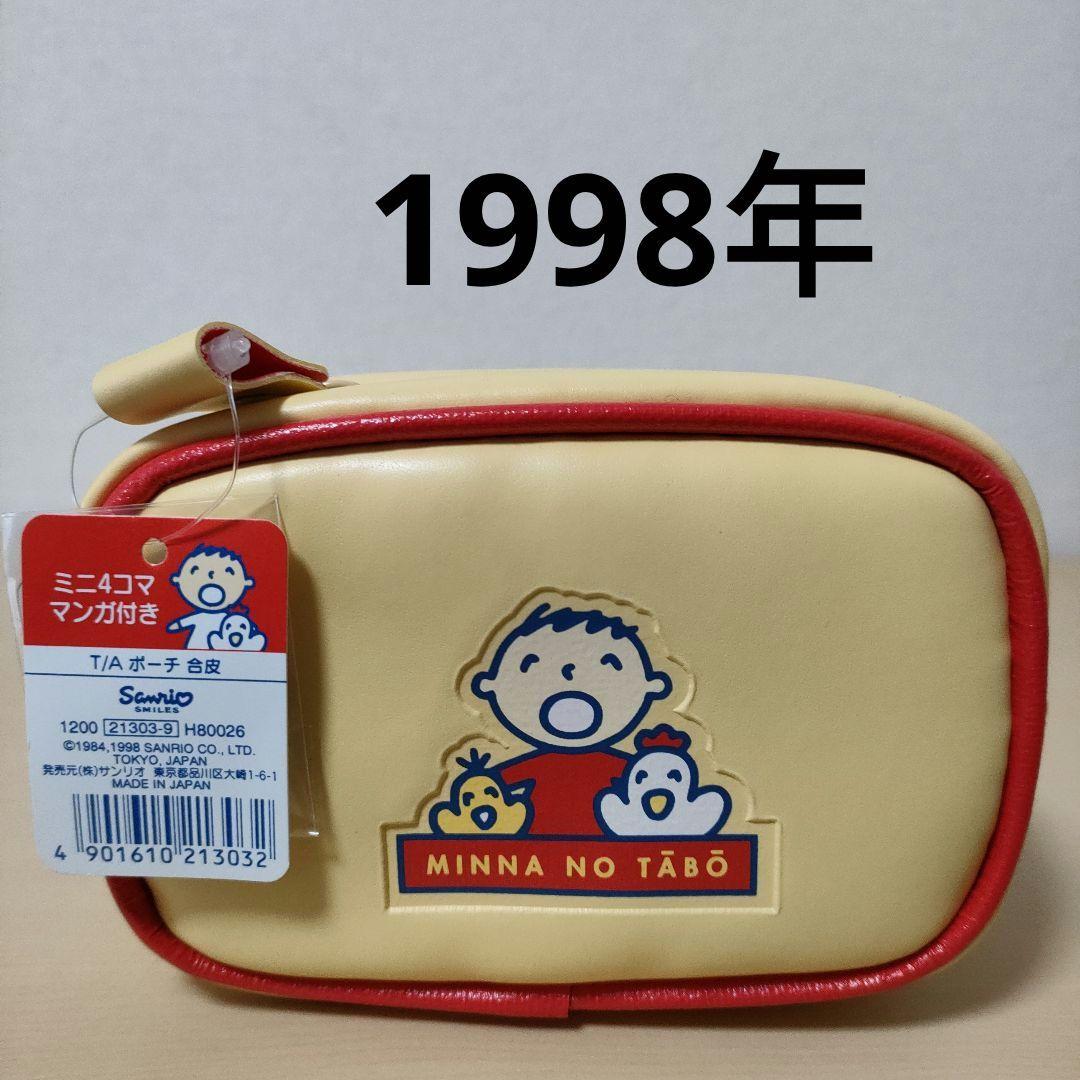 1998年
ミニ4コマ
マンガ付き
T/A ポーチ 合皮
Sanrio
SMILES
1200 21303-9 H80026
©1984,1998 SANRIO CO., LTD.
TOKYO, JAPAN
発売元(株)サンリオ 東京都品川区大崎1-6-1
MADE IN JAPAN
4 901610 213032
MINNA NO TĀBŌ